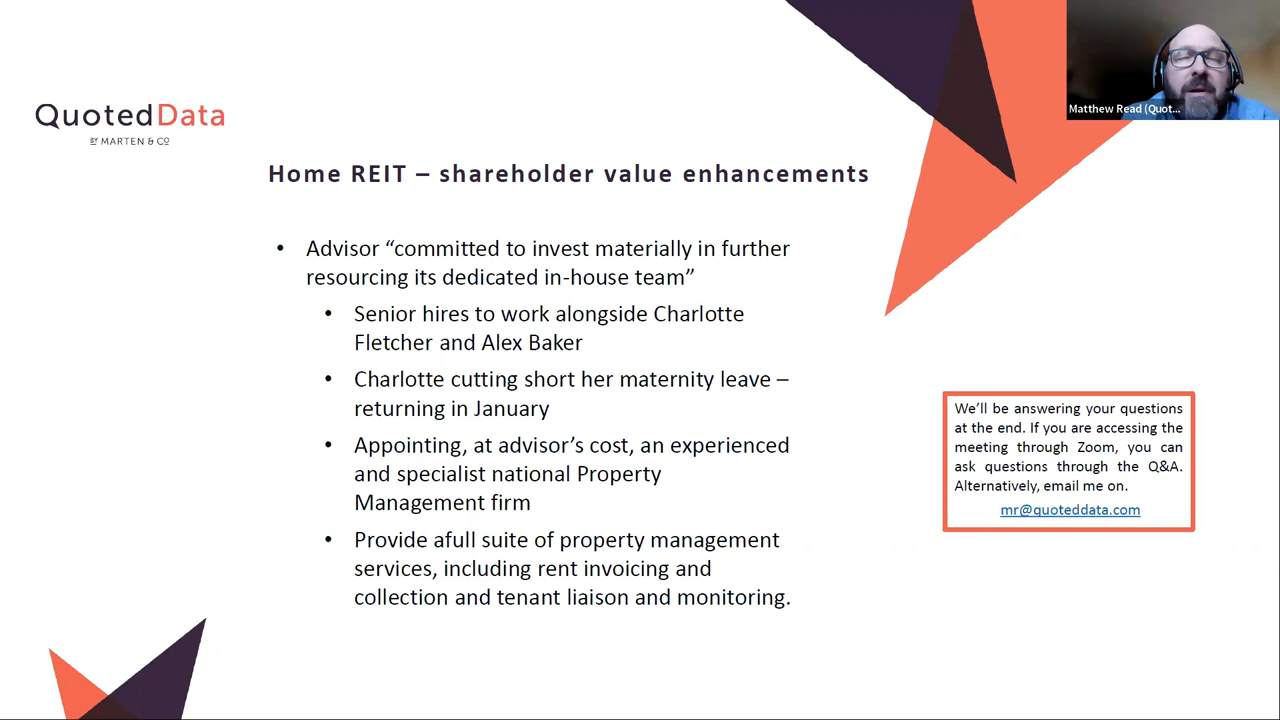 Matthew Read (Quot...
QuotedData
BY MARTEN & CO
Home REIT – shareholder value enhancements
• Advisor “committed to invest materially in further
resourcing its dedicated in-house team”
• Senior hires to work alongside Charlotte
Fletcher and Alex Baker
• Charlotte cutting short her maternity leave –
returning in January
• Appointing, at advisor’s cost, an experienced
and specialist national Property
Management firm
• Provide afull suite of property management
services, including rent invoicing and
collection and tenant liaison and monitoring.
We’ll be answering your questions
at the end. If you are accessing the
meeting through Zoom, you can
ask questions through the Q&A.
Alternatively, email me on.
mr@quoteddata.com